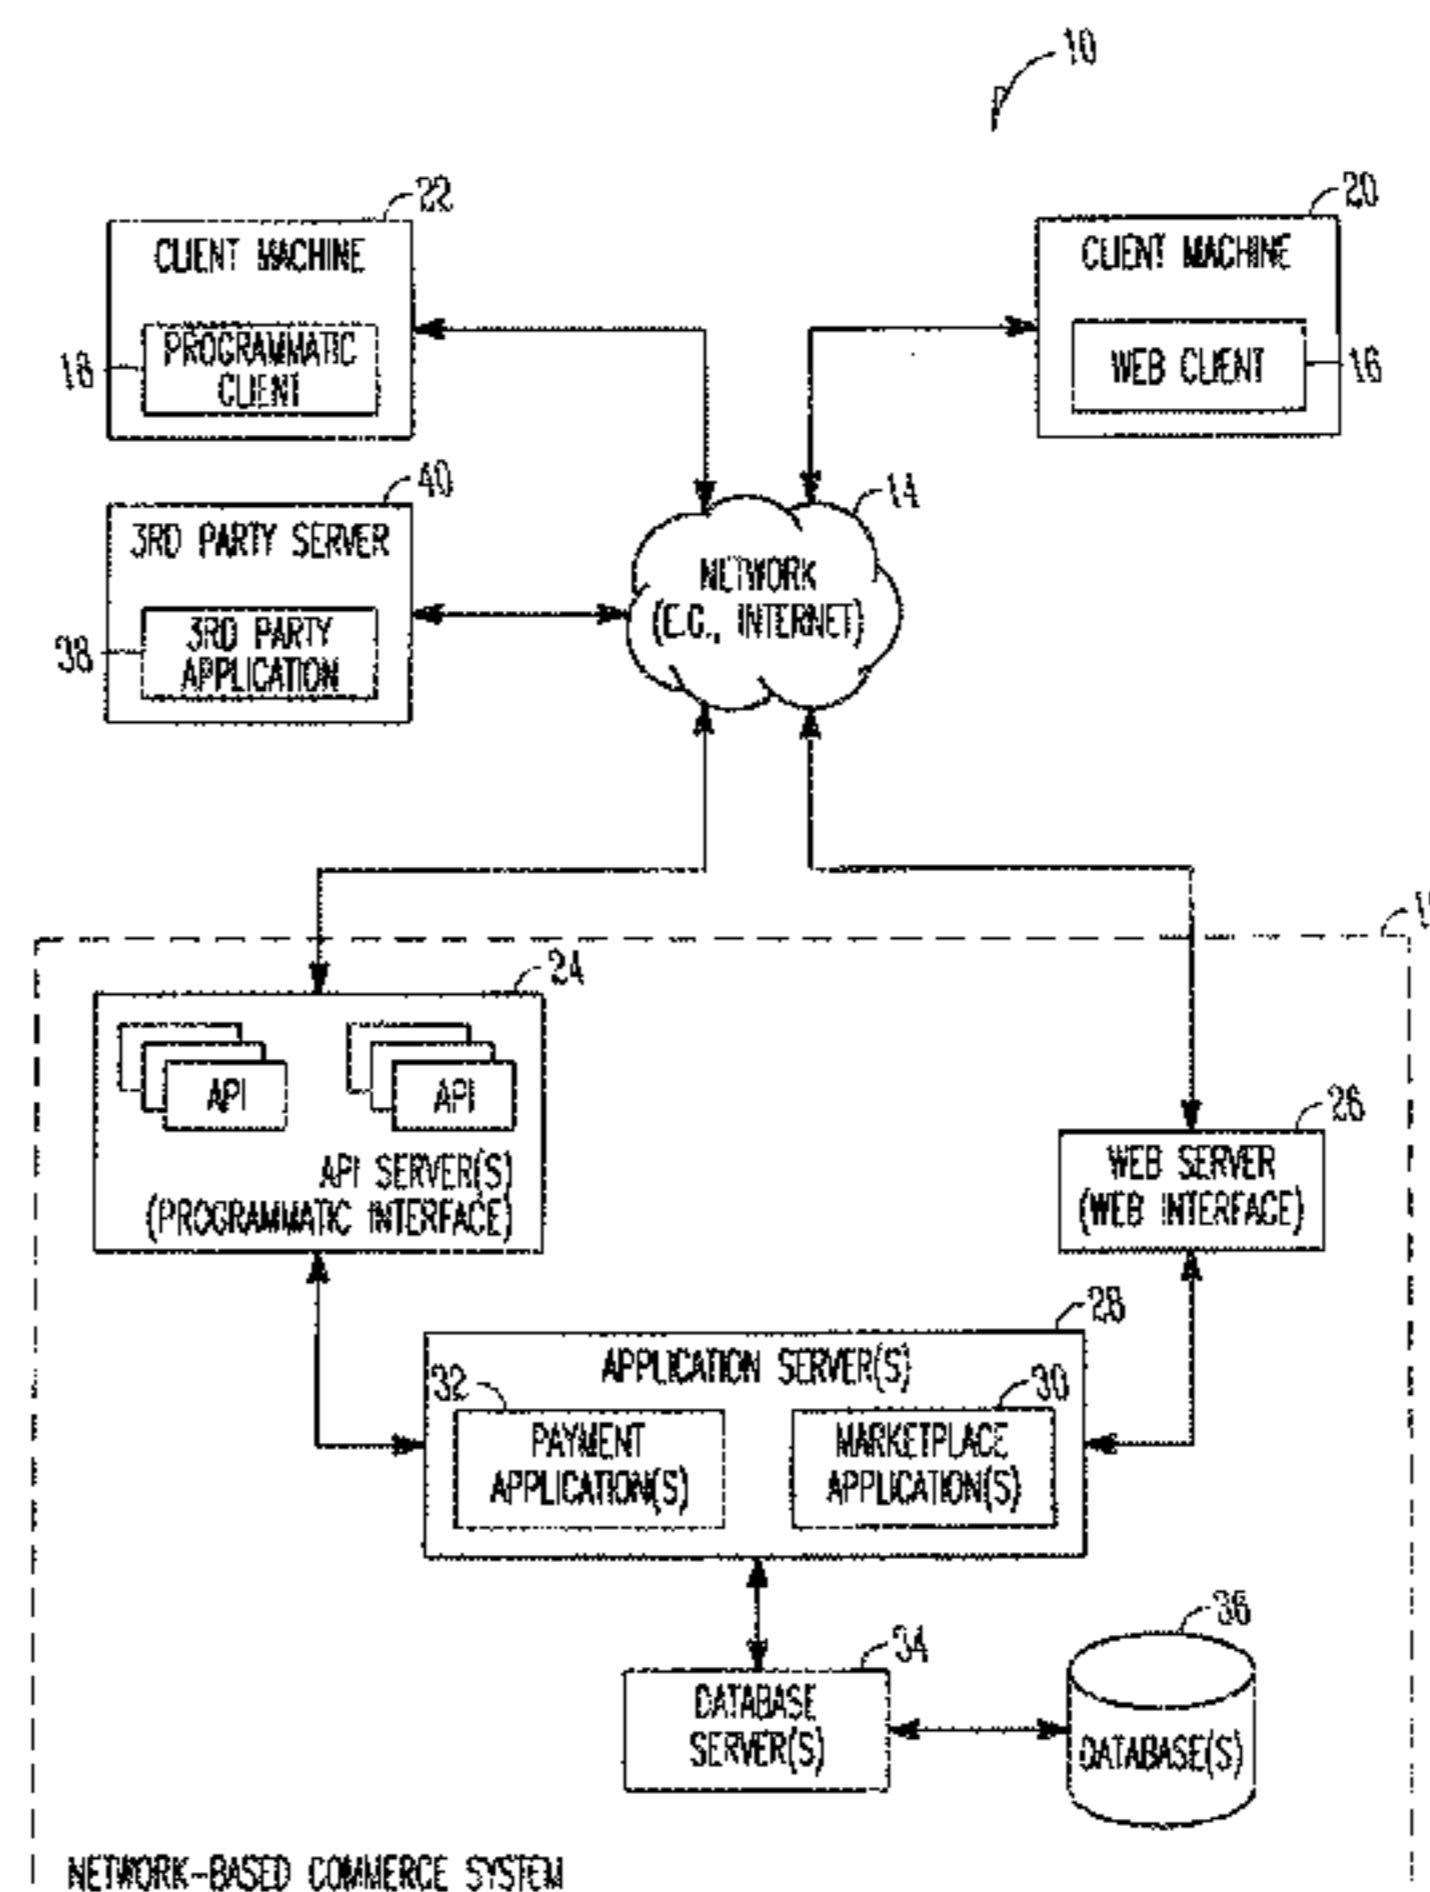 10
22
CLIENT MACHINE
18
PROGRAMMATIC
CLIENT
20
CLIENT MACHINE
WEB CLIENT
16
40
3RD PARTY SERVER
38
3RD PARTY
APPLICATION
14
NETWORK
(E.G., INTERNET)
24
API
API
API SERVER(S)
(PROGRAMMATIC INTERFACE)
26
WEB SERVER
(WEB INTERFACE)
28
APPLICATION SERVER(S)
32
PAYMENT
APPLICATION(S)
30
MARKETPLACE
APPLICATION(S)
34
DATABASE
SERVER(S)
36
DATABASE(S)
NETWORK-BASED COMMERCE SYSTEM